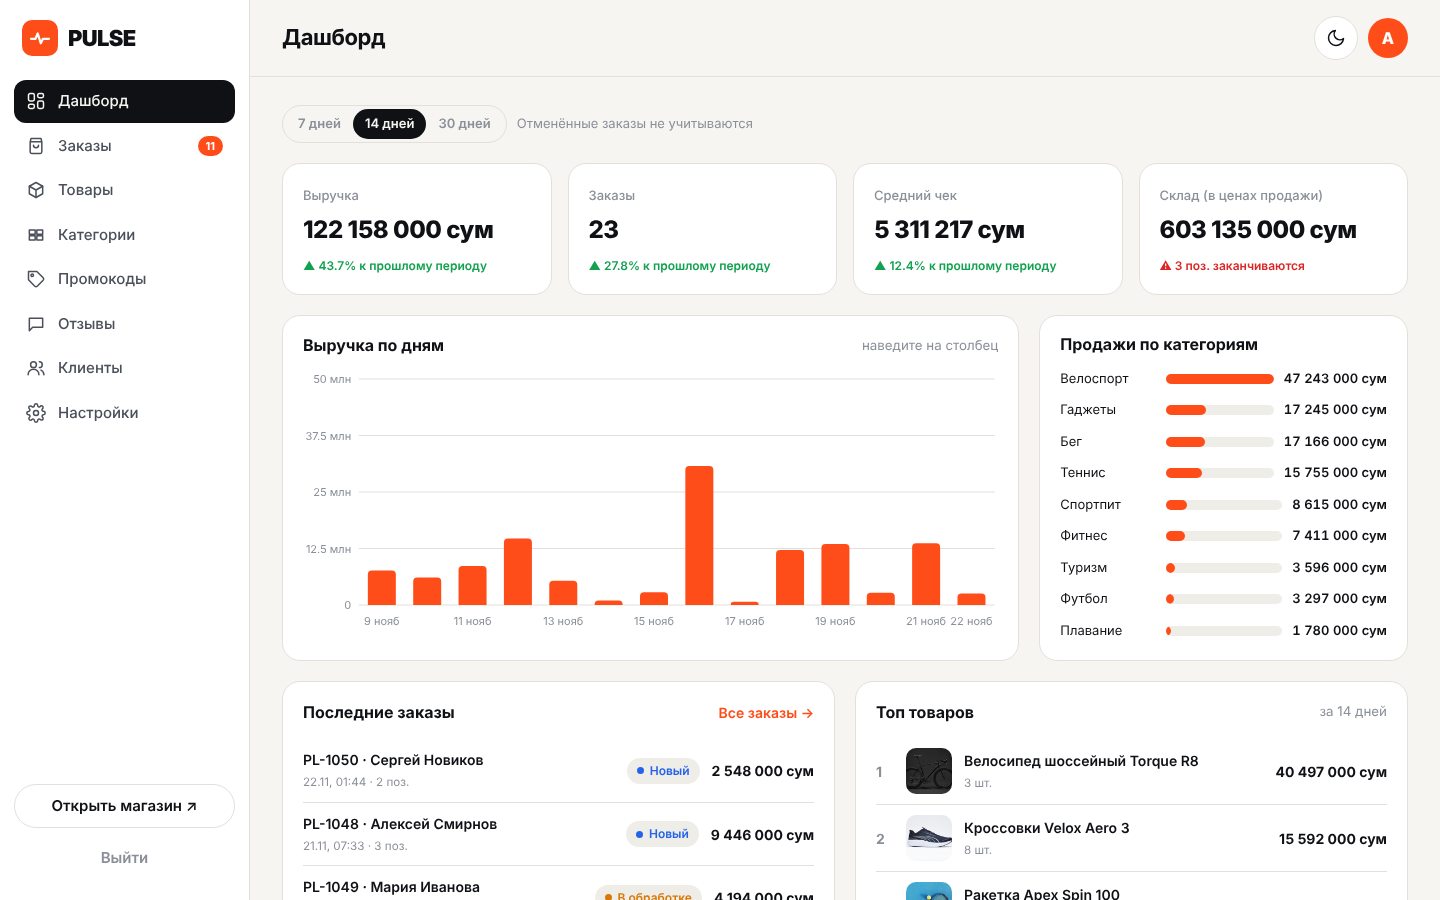 PULSE
Дашборд
Заказы
11
Товары
Категории
Промокоды
Отзывы
Клиенты
Настройки
Открыть магазин ↗
Выйти
Дашборд
A
7 дней 14 дней 30 дней Отменённые заказы не учитываются
Выручка
122 158 000 сум
▲ 43.7% к прошлому периоду
Заказы
23
▲ 27.8% к прошлому периоду
Средний чек
5 311 217 сум
▲ 12.4% к прошлому периоду
Склад (в ценах продажи)
603 135 000 сум
3 поз. заканчиваются
Выручка по дням
наведите на столбец
50 млн
37.5 млн
25 млн
12.5 млн
0
9 нояб 11 нояб 13 нояб 15 нояб 17 нояб 19 нояб 21 нояб 22 нояб
Продажи по категориям
Велоспорт 47 243 000 сум
Гаджеты 17 245 000 сум
Бег 17 166 000 сум
Теннис 15 755 000 сум
Спортпит 8 615 000 сум
Фитнес 7 411 000 сум
Туризм 3 596 000 сум
Футбол 3 297 000 сум
Плавание 1 780 000 сум
Последние заказы
Все заказы →
PL-1050 · Сергей Новиков
22.11, 01:44 · 2 поз.
Новый
2 548 000 сум
PL-1048 · Алексей Смирнов
21.11, 07:33 · 3 поз.
Новый
9 446 000 сум
PL-1049 · Мария Иванова
В обработке
4 194 000 сум
Топ товаров
за 14 дней
1
Велосипед шоссейный Torque R8
3 шт.
40 497 000 сум
2
Кроссовки Velox Aero 3
8 шт.
15 592 000 сум
Ракетка Apex Spin 100